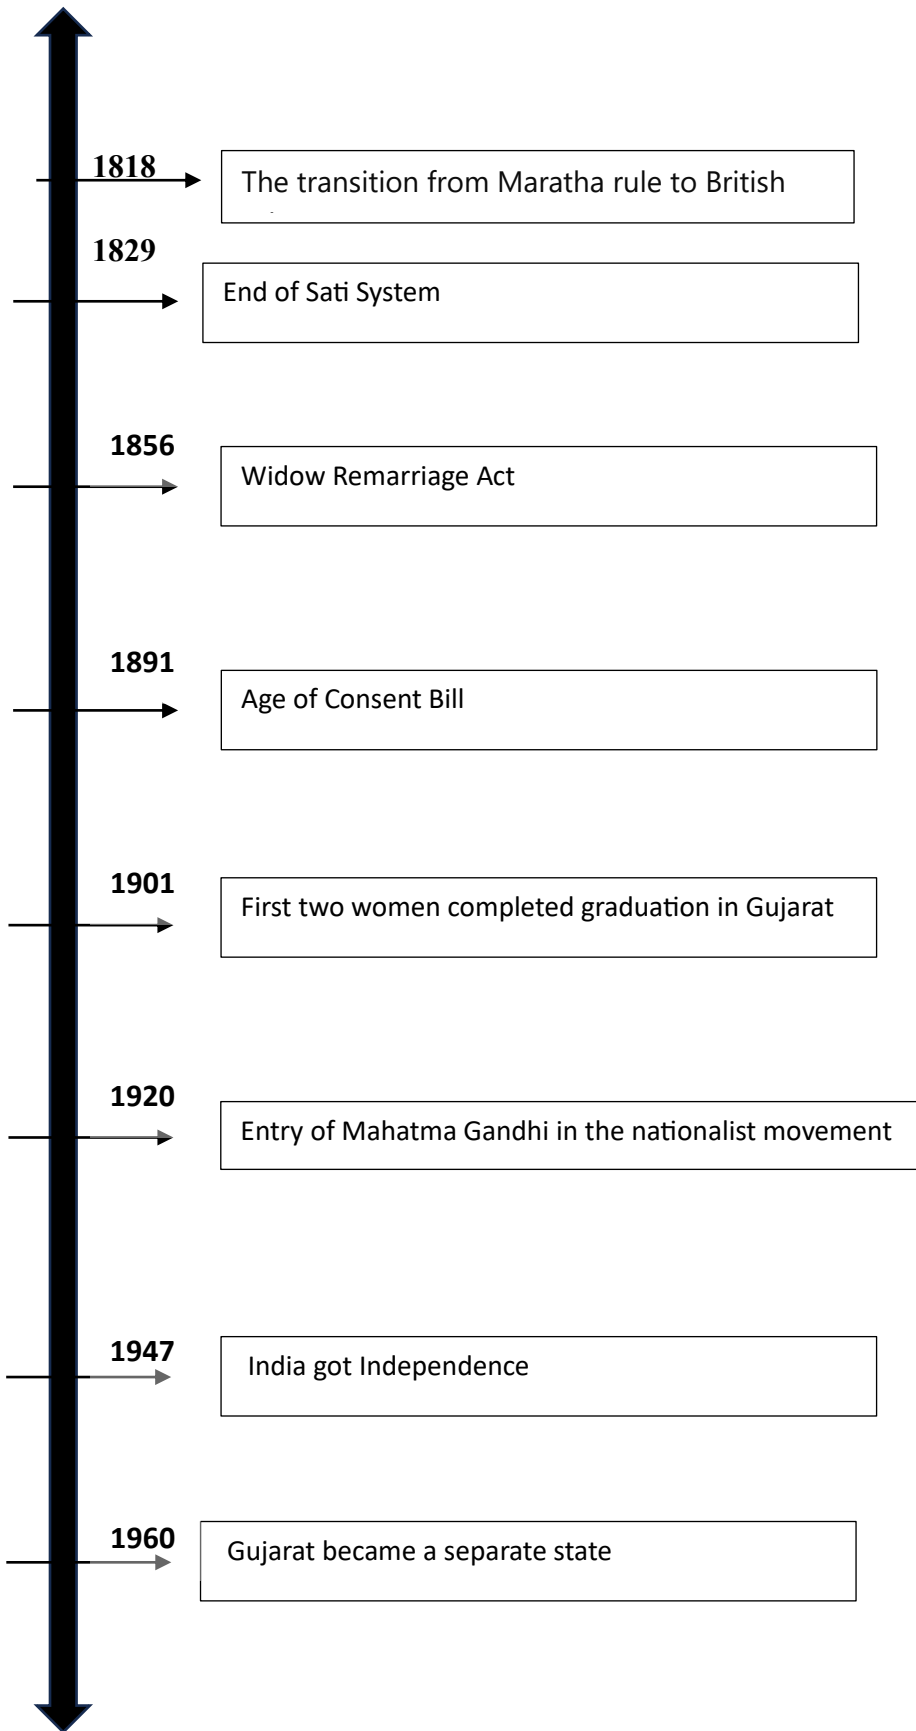 1818
The transition from Maratha rule to British
1829
End of Sati System
1856
Widow Remarriage Act
1891
Age of Consent Bill
1901
First two women completed graduation in Gujarat
1920
Entry of Mahatma Gandhi in the nationalist movement
1947
India got Independence
1960
Gujarat became a separate state